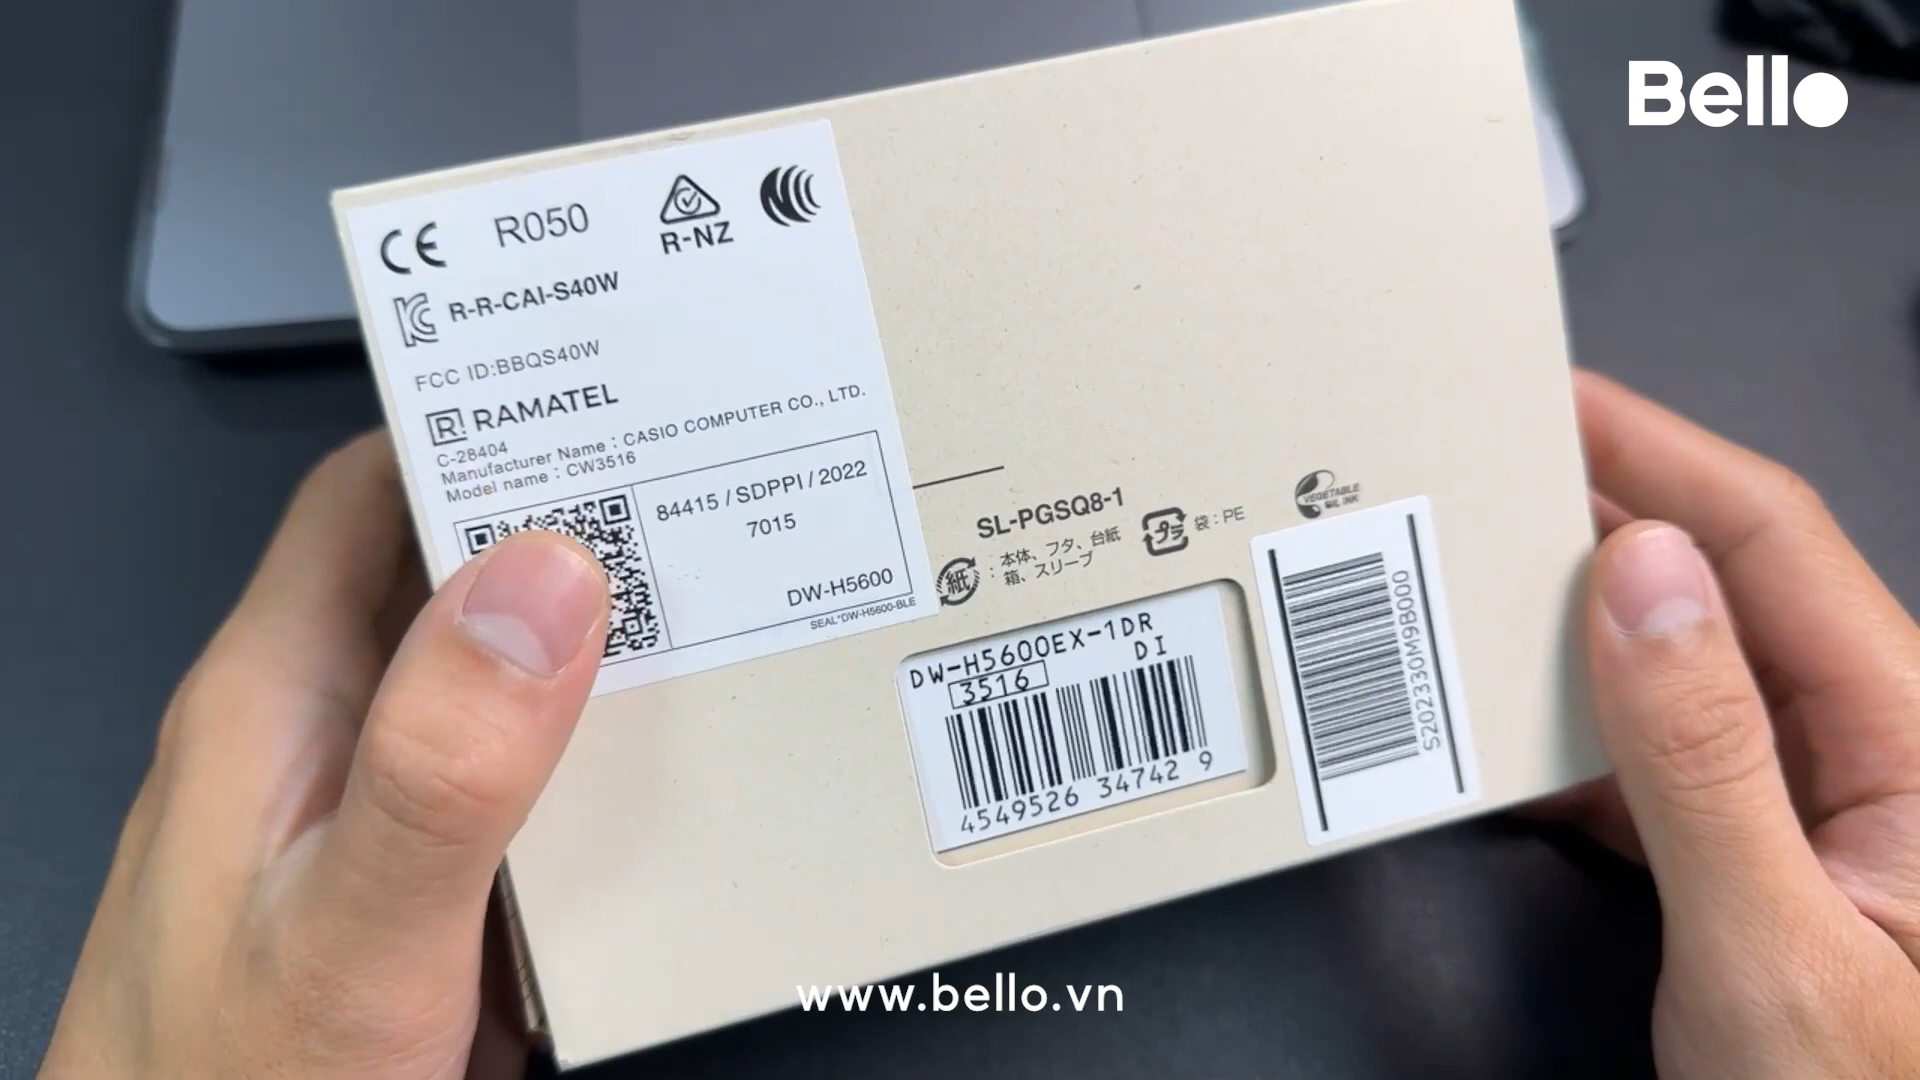 Bello
CE R050
R-NZ
R-R-CAI-S40W
FCC ID:BBQS40W
R! RAMATEL
C-28404
Manufacturer Name : CASIO COMPUTER CO., LTD.
Model name : CW3516
84415 / SDPPI / 2022
7015
DW-H5600
SEAL*DW-H5600-BLE
SL-PGSQ8-1
紙 : 本体、フタ、台紙
箱、スリーブ
プラ 袋 : PE
VEGETABLE
OIL INK
DW-H5600EX-1DR
3516 DI
4549526 34742 9
S202330M9B000
www.bello.vn